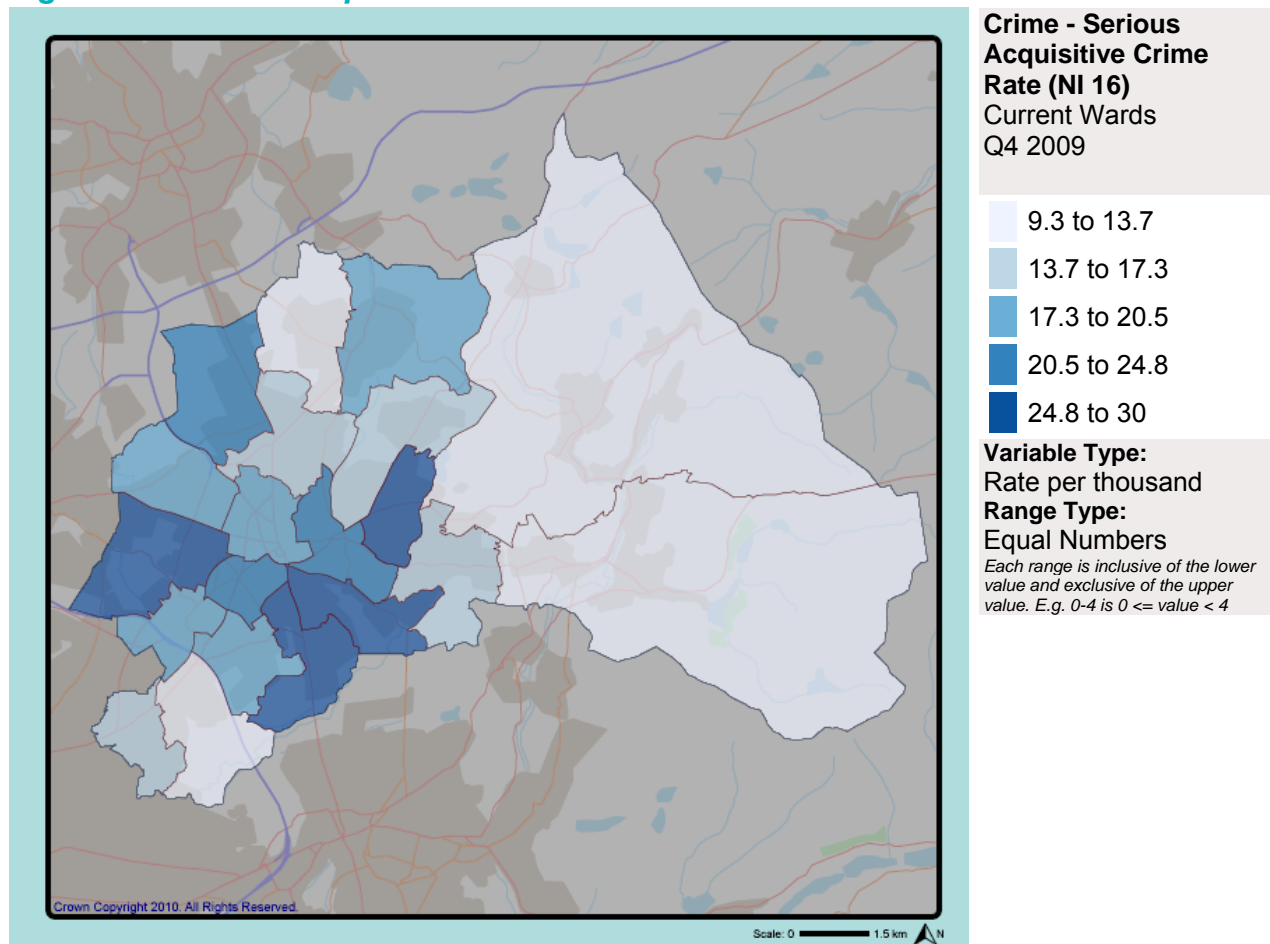 Crime - Serious
Acquisitive Crime
Rate (NI 16)
Current Wards
Q4 2009
9.3 to 13.7
13.7 to 17.3
17.3 to 20.5
20.5 to 24.8
24.8 to 30
Variable Type:
Rate per thousand
Range Type:
Equal Numbers
Each range is inclusive of the lower
value and exclusive of the upper
value. E.g. 0-4 is 0 <= value < 4
Crown Copyright 2010. All Rights Reserved.
Scale: 0 1.5 km N